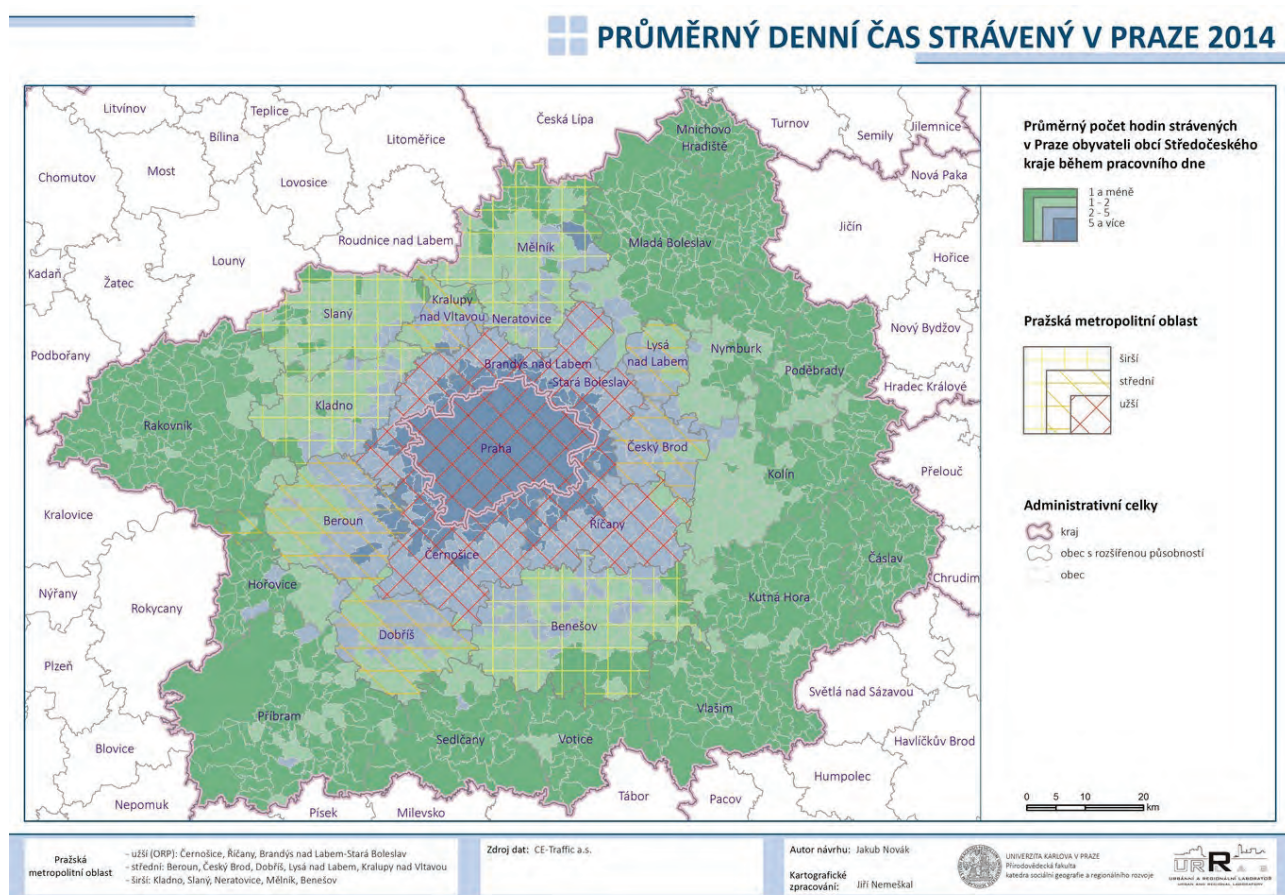 PRŮMĚRNÝ DENNÍ ČAS STRÁVENÝ V PRAZE 2014
Litvínov
Teplice
Bílina
Most
Chomutov
Litoměřice
Lovosice
Česká Lípa
Turnov
Semily
Jilemnice
Nová Paka
Mnichovo
Hradiště
Roudnice nad Labem
Mělník
Mladá Boleslav
Jičín
Hořice
Kadaň
Žatec
Louny
Slaný
Kralupy
nad Vltavou
Neratovice
Nový Bydžov
Podbořany
Brandýs nad Labem
-Stará Boleslav
Lysá
nad Labem
Nymburk
Poděbrady
Hradec Králové
Rakovník
Kladno
Praha
Český Brod
Kolín
Přelouč
Kralovice
Beroun
Černošice
Říčany
Čáslav
Chrudim
Nýřany
Rokycany
Hořovice
Kutná Hora
Dobříš
Benešov
Plzeň
Světlá nad Sázavou
Příbram
Sedlčany
Votice
Vlašim
Havlíčkův Brod
Blovice
Humpolec
Nepomuk
Písek
Milevsko
Tábor
Pacov
Průměrný počet hodin strávených
v Praze obyvateli obcí Středočeského
kraje během pracovního dne
1 a méně
1 - 2
2 - 5
5 a více
Pražská metropolitní oblast
širší
střední
užší
Administrativní celky
kraj
obec s rozšířenou působností
obec
0 5 10 20
km
Pražská
metropolitní oblast
- užší (ORP): Černošice, Říčany, Brandýs nad Labem-Stará Boleslav
- střední: Beroun, Český Brod, Dobříš, Lysá nad Labem, Kralupy nad Vltavou
- širší: Kladno, Slaný, Neratovice, Mělník, Benešov
Zdroj dat: CE-Traffic a.s.
Autor návrhu: Jakub Novák
Kartografické
zpracování: Jiří Nemeškal
UNIVERZITA KARLOVA V PRAZE
Přírodovědecká fakulta
katedra sociální geografie a regionálního rozvoje
URRlab
URBÁNNÍ A REGIONÁLNÍ LABORATOŘ
URBAN AND REGIONAL LABORATORY